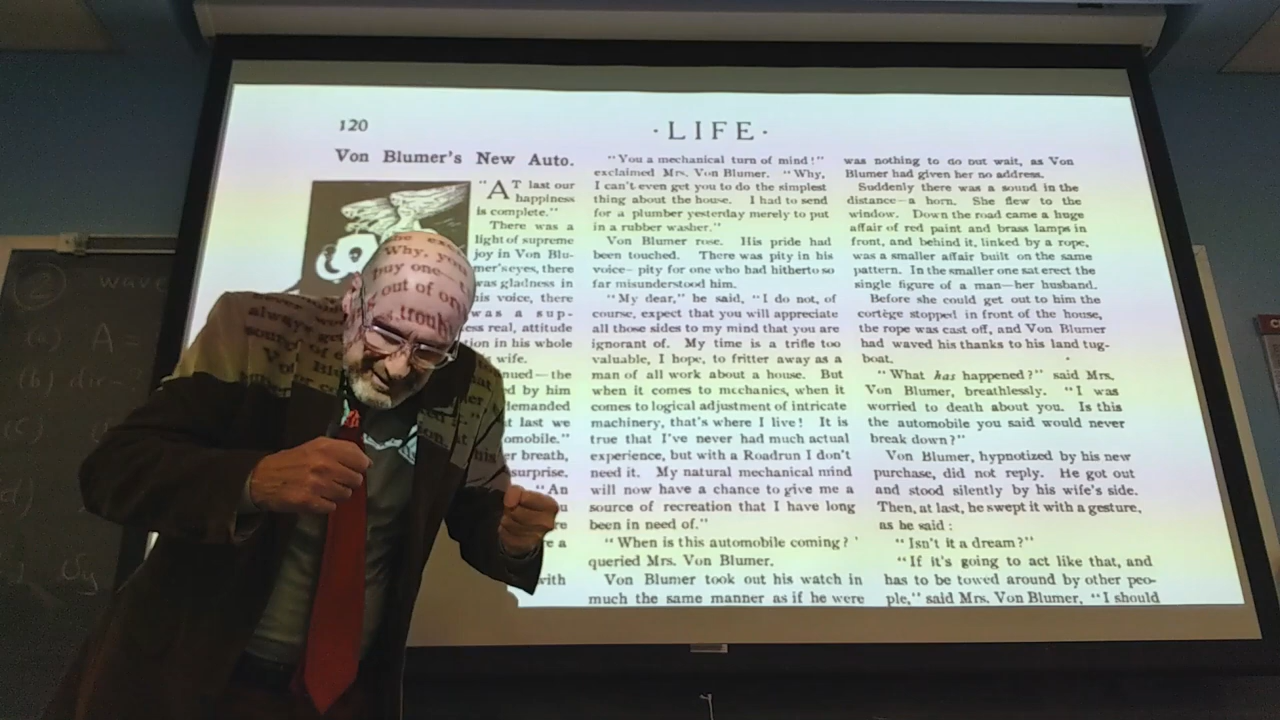 120
·LIFE·
Von Blumer's New Auto.
"AT last our
happiness
is complete."
There was a
light of supreme
joy in Von Blu-
mer's eyes, there
was gladness in
his voice, there
was a sup-
ess real, attitude
tion in his whole
wife.
nued—the
ed by him
demanded
t last we
omobile."
er breath,
surprise.
"An
u
re
e a
with
"You a mechanical turn of mind!"
exclaimed Mrs. Von Blumer. "Why,
I can't even get you to do the simplest
thing about the house. I had to send
for a plumber yesterday merely to put
in a rubber washer."
Von Blumer rose. His pride had
been touched. There was pity in his
voice—pity for one who had hitherto so
far misunderstood him.
"My dear," he said, "I do not, of
course, expect that you will appreciate
all those sides to my mind that you are
ignorant of. My time is a trifle too
valuable, I hope, to fritter away as a
man of all work about a house. But
when it comes to mechanics, when it
comes to logical adjustment of intricate
machinery, that's where I live! It is
true that I've never had much actual
experience, but with a Roadrun I don't
need it. My natural mechanical mind
will now have a chance to give me a
source of recreation that I have long
been in need of."
"When is this automobile coming?'
queried Mrs. Von Blumer.
Von Blumer took out his watch in
much the same manner as if he were
was nothing to do but wait, as Von
Blumer had given her no address.
Suddenly there was a sound in the
distance—a horn. She flew to the
window. Down the road came a huge
affair of red paint and brass lamps in
front, and behind it, linked by a rope,
was a smaller affair built on the same
pattern. In the smaller one sat erect the
single figure of a man—her husband.
Before she could get out to him the
cortège stopped in front of the house,
the rope was cast off, and Von Blumer
had waved his thanks to his land tug-
boat.
"What has happened?" said Mrs.
Von Blumer, breathlessly. "I was
worried to death about you. Is this
the automobile you said would never
break down?"
Von Blumer, hypnotized by his new
purchase, did not reply. He got out
and stood silently by his wife's side.
Then, at last, he swept it with a gesture,
as he said:
"Isn't it a dream?"
"If it's going to act like that, and
has to be towed around by other peo-
ple," said Mrs. Von Blumer, "I should
Why, you
buy one
out of or
trouble
always
2 wave
(a) A =
(b) dir
(c)